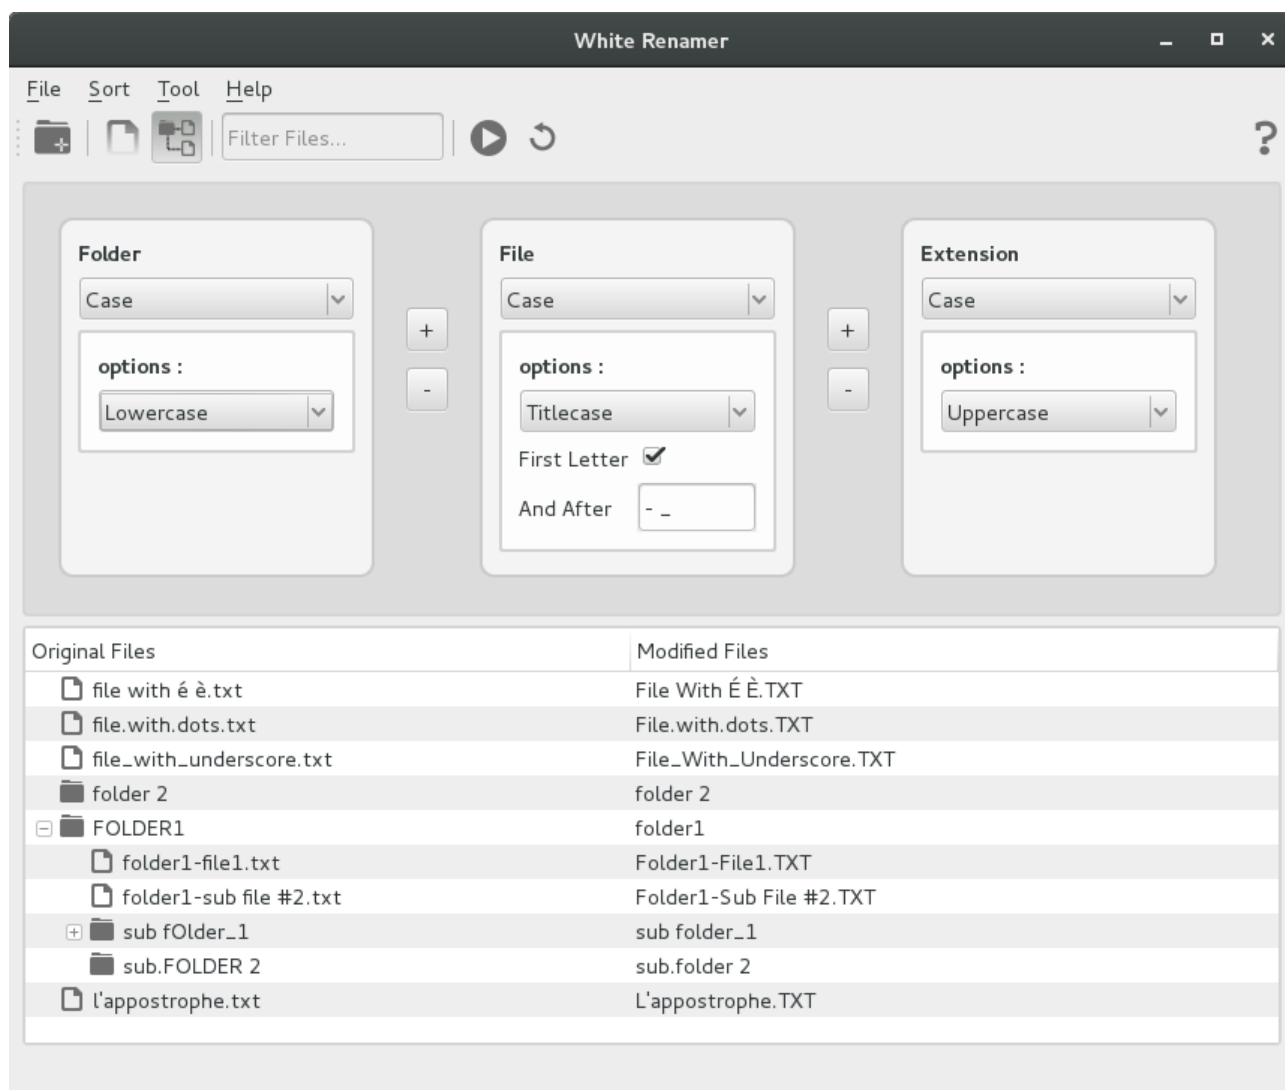 White Renamer
File Sort Tool Help
Filter Files...
?
Folder
Case
options :
Lowercase
+
-
File
Case
options :
Titlecase
First Letter
And After - _
+
-
Extension
Case
options :
Uppercase
Original Files Modified Files
file with é è.txt File With É È.TXT
file.with.dots.txt File.with.dots.TXT
file_with_underscore.txt File_With_Underscore.TXT
folder 2 folder 2
FOLDER1 folder1
folder1-file1.txt Folder1-File1.TXT
folder1-sub file #2.txt Folder1-Sub File #2.TXT
sub fOlder_1 sub folder_1
sub.FOLDER 2 sub.folder 2
l'appostrophe.txt L'appostrophe.TXT